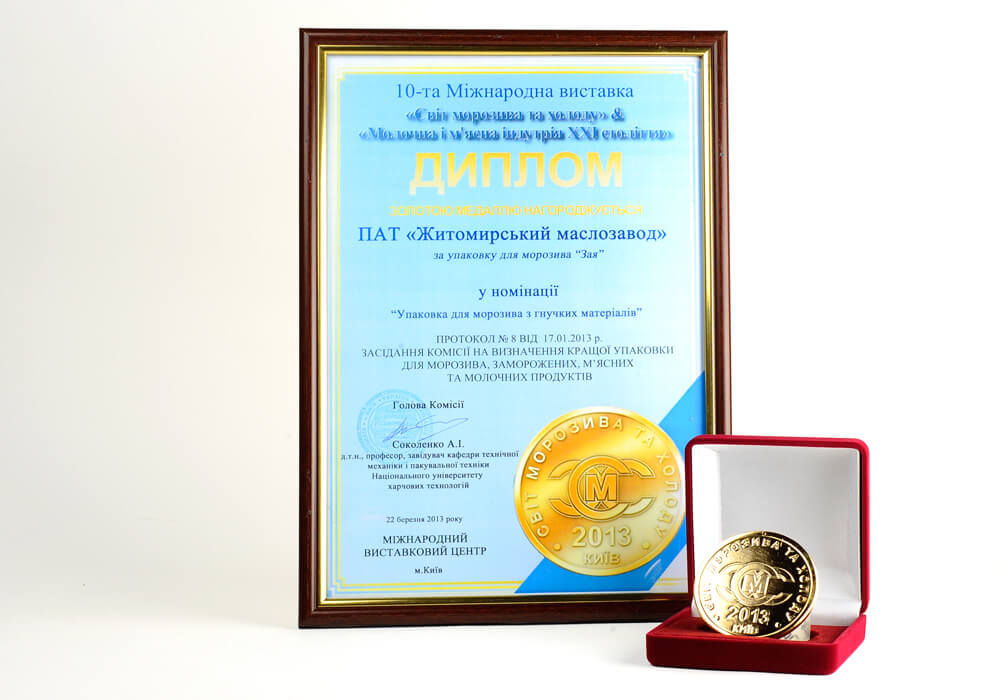 10-та Міжнародна виставка
«Світ морозива та холоду» &
«Молочна і м'ясна індутрія XXI століття»
ДИПЛОМ
ЗОЛОТОЮ МЕДАЛЛЮ НАГОРОДЖУЄТЬСЯ
ПАТ «Житомирський маслозавод»
за упаковку для морозива “Зая”
у номінації
“Упаковка для морозива з гнучких матеріалів”
ПРОТОКОЛ № 8 ВІД 17.01.2013 р.
ЗАСІДАННЯ КОМІСІЇ НА ВИЗНАЧЕННЯ КРАЩОЇ УПАКОВКИ
ДЛЯ МОРОЗИВА, ЗАМОРОЖЕНИХ, М’ЯСНИХ
ТА МОЛОЧНИХ ПРОДУКТІВ
Голова Комісії
Соколенко А.І.
д.т.н., професор, завідувач кафедри технічної
механіки і пакувальної техніки
Національного університету
харчових технологій
22 березня 2013 року
МІЖНАРОДНИЙ
ВИСТАВКОВИЙ ЦЕНТР
м.Київ
СВІТ МОРОЗИВА ТА ХОЛОДУ
М
2013
КИЇВ
СВІТ МОРОЗИВА ТА ХОЛОДУ
М
2013
КИЇВ